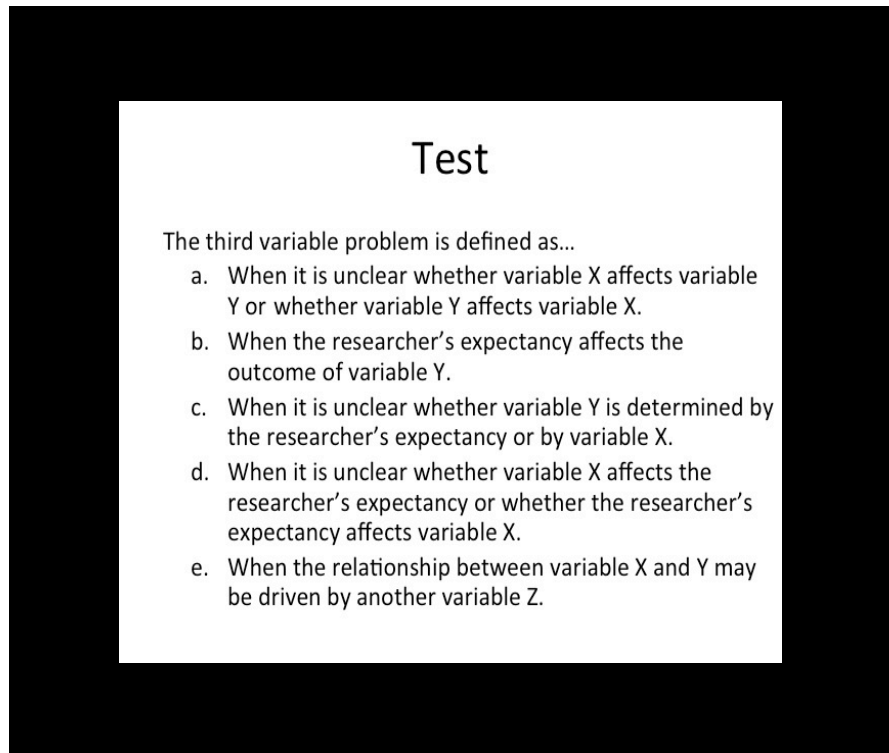 Test
The third variable problem is defined as...
a. When it is unclear whether variable X affects variable
Y or whether variable Y affects variable X.
b. When the researcher’s expectancy affects the
outcome of variable Y.
c. When it is unclear whether variable Y is determined by
the researcher’s expectancy or by variable X.
d. When it is unclear whether variable X affects the
researcher’s expectancy or whether the researcher’s
expectancy affects variable X.
e. When the relationship between variable X and Y may
be driven by another variable Z.